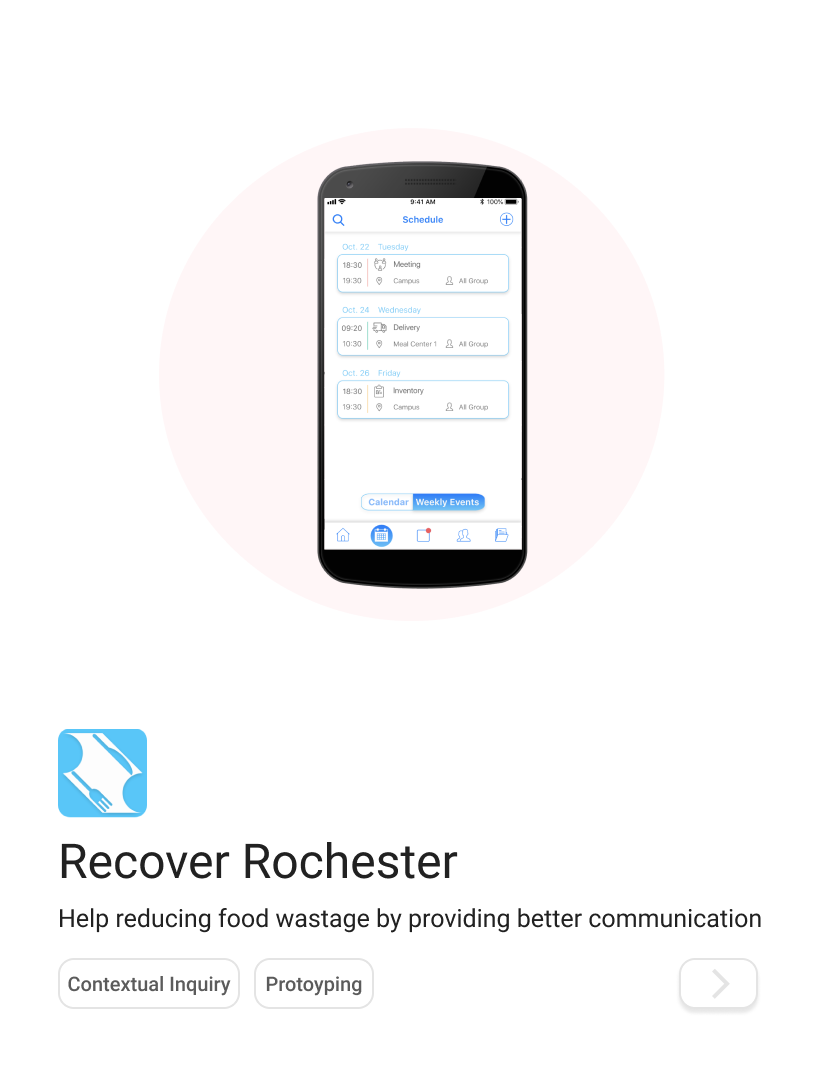 9:41 AM 100%
Schedule
Oct. 22 Tuesday
18:30 Meeting
19:30 Campus All Group
Oct. 24 Wednesday
09:20 Delivery
10:30 Meal Center 1 All Group
Oct. 26 Friday
18:30 Inventory
19:30 Campus All Group
Calendar Weekly Events
Recover Rochester
Help reducing food wastage by providing better communication
Contextual Inquiry Protoyping